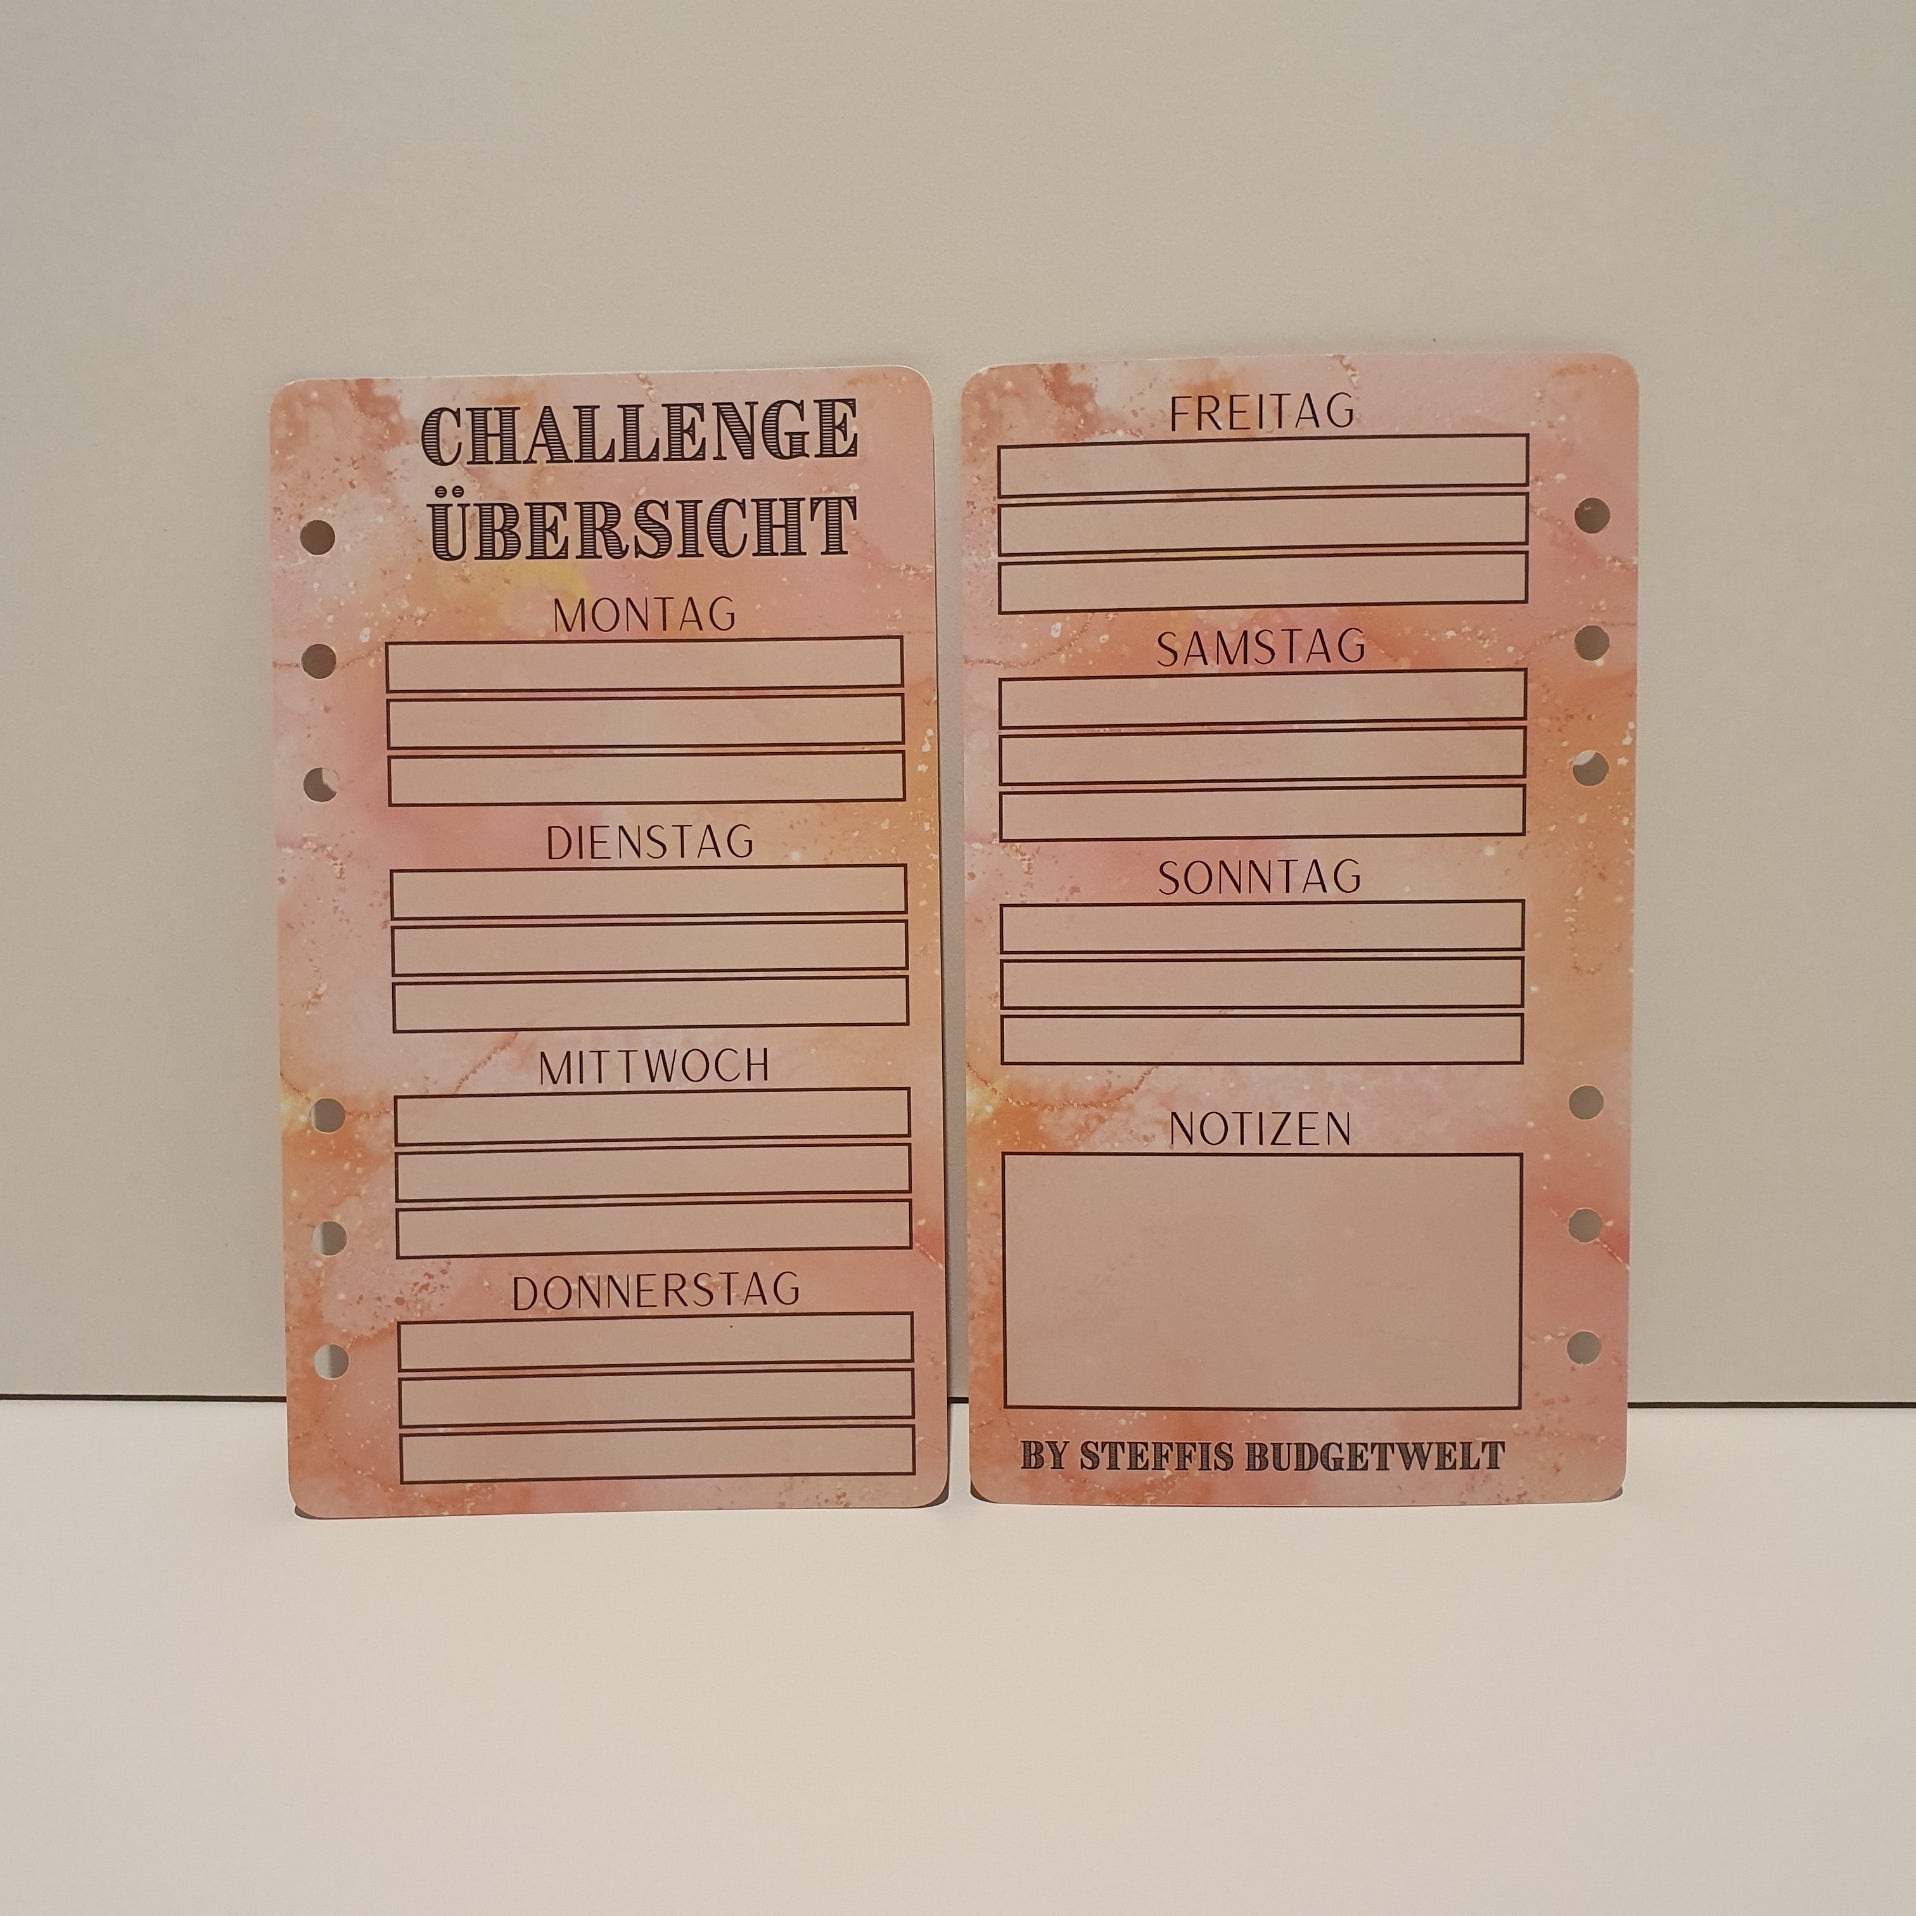 CHALLENGE
ÜBERSICHT
MONTAG
DIENSTAG
MITTWOCH
DONNERSTAG
FREITAG
SAMSTAG
SONNTAG
NOTIZEN
BY STEFFIS BUDGETWELT